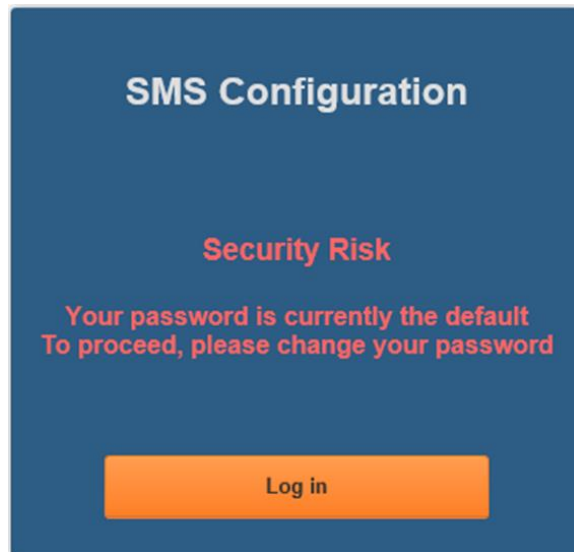 SMS Configuration
Security Risk
Your password is currently the default
To proceed, please change your password
Log in